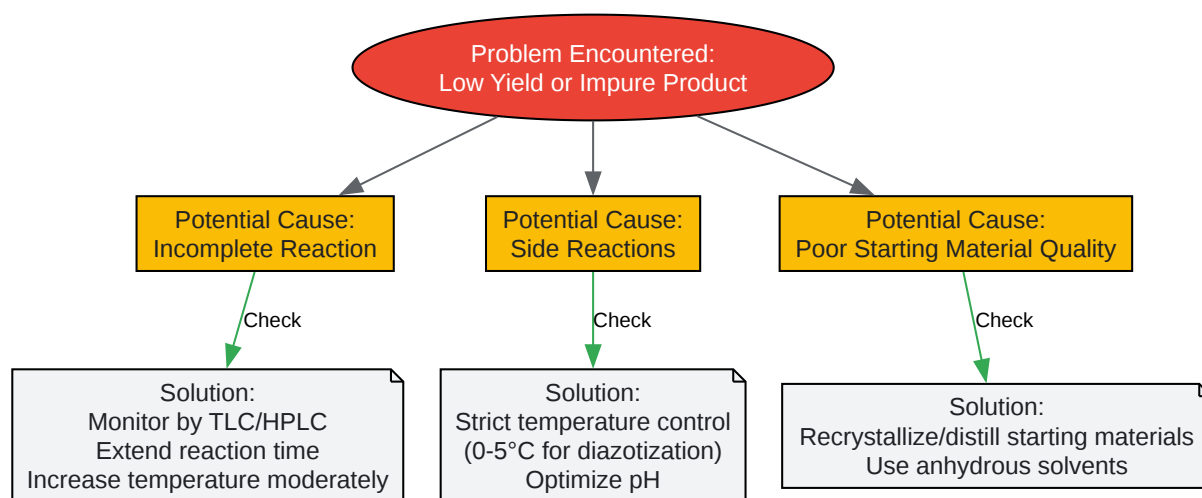 Problem Encountered:
Low Yield or Impure Product
Potential Cause:
Incomplete Reaction
Potential Cause:
Side Reactions
Potential Cause:
Poor Starting Material Quality
Check
Check
Check
Solution:
Monitor by TLC/HPLC
Extend reaction time
Increase temperature moderately
Solution:
Strict temperature control
(0-5°C for diazotization)
Optimize pH
Solution:
Recrystallize/distill starting materials
Use anhydrous solvents